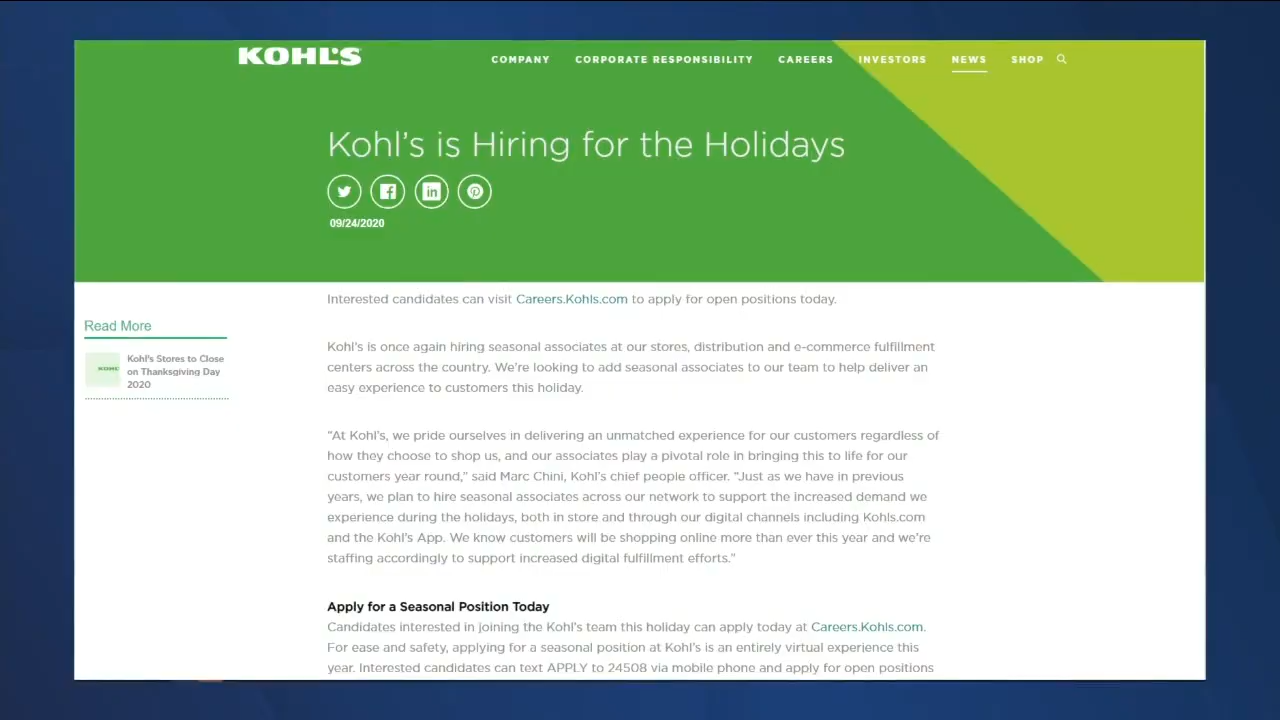 KOHL'S
COMPANY CORPORATE RESPONSIBILITY CAREERS INVESTORS NEWS SHOP
Kohl's is Hiring for the Holidays
09/24/2020
Interested candidates can visit Careers.Kohls.com to apply for open positions today.
Read More
Kohl's Stores to Close
on Thanksgiving Day
2020
KOHL'S
Kohl's is once again hiring seasonal associates at our stores, distribution and e-commerce fulfillment
centers across the country. We're looking to add seasonal associates to our team to help deliver an
easy experience to customers this holiday.
"At Kohl's, we pride ourselves in delivering an unmatched experience for our customers regardless of
how they choose to shop us, and our associates play a pivotal role in bringing this to life for our
customers year round," said Marc Chini, Kohl's chief people officer. "Just as we have in previous
years, we plan to hire seasonal associates across our network to support the increased demand we
experience during the holidays, both in store and through our digital channels including Kohls.com
and the Kohl's App. We know customers will be shopping online more than ever this year and we're
staffing accordingly to support increased digital fulfillment efforts."
Apply for a Seasonal Position Today
Candidates interested in joining the Kohl's team this holiday can apply today at Careers.Kohls.com.
For ease and safety, applying for a seasonal position at Kohl's is an entirely virtual experience this
year. Interested candidates can text APPLY to 24508 via mobile phone and apply for open positions